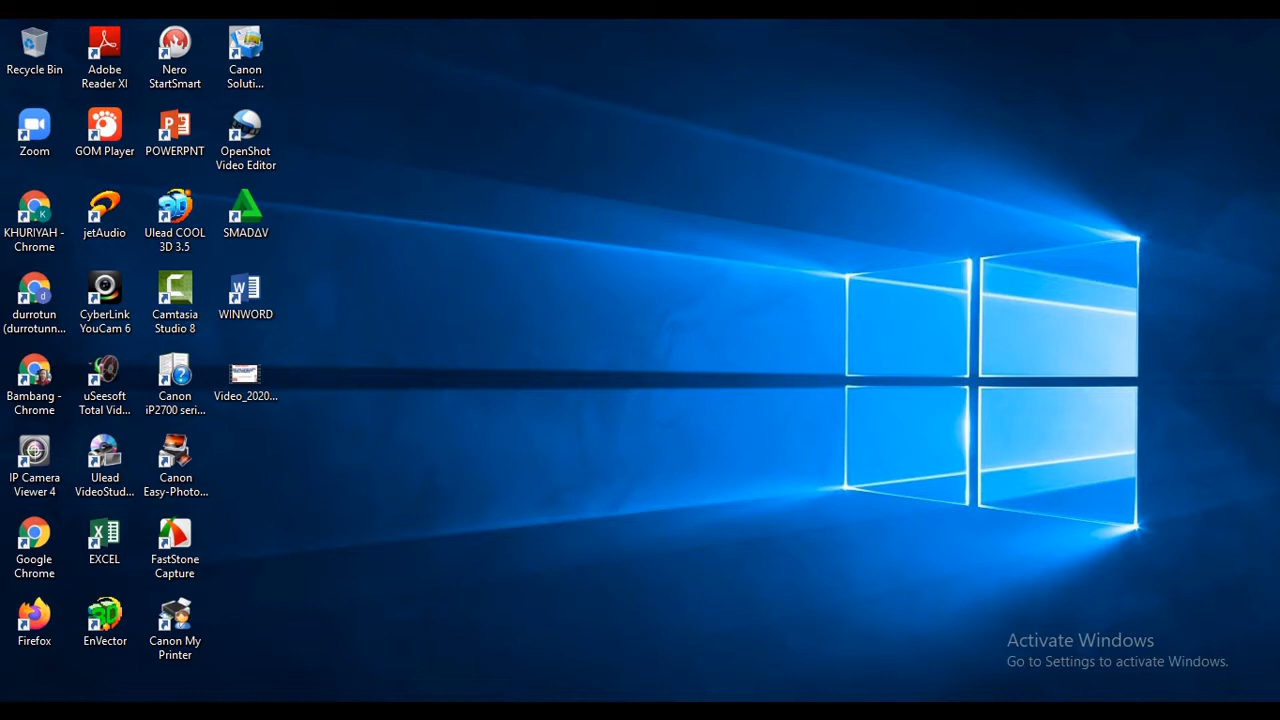 Recycle Bin
Adobe
Reader XI
Nero
StartSmart
Canon
Soluti...
Zoom
GOM Player
POWERPNT
OpenShot
Video Editor
KHURIYAH -
Chrome
jetAudio
Ulead COOL
3D 3.5
SMAD∆V
durrotun
(durrotunn...
CyberLink
YouCam 6
Camtasia
Studio 8
WINWORD
Bambang -
Chrome
uSeesoft
Total Vid...
Canon
iP2700 seri...
Video_2020...
IP Camera
Viewer 4
Ulead
VideoStud...
Canon
Easy-Photo...
Google
Chrome
EXCEL
FastStone
Capture
Firefox
EnVector
Canon My
Printer
Activate Windows
Go to Settings to activate Windows.